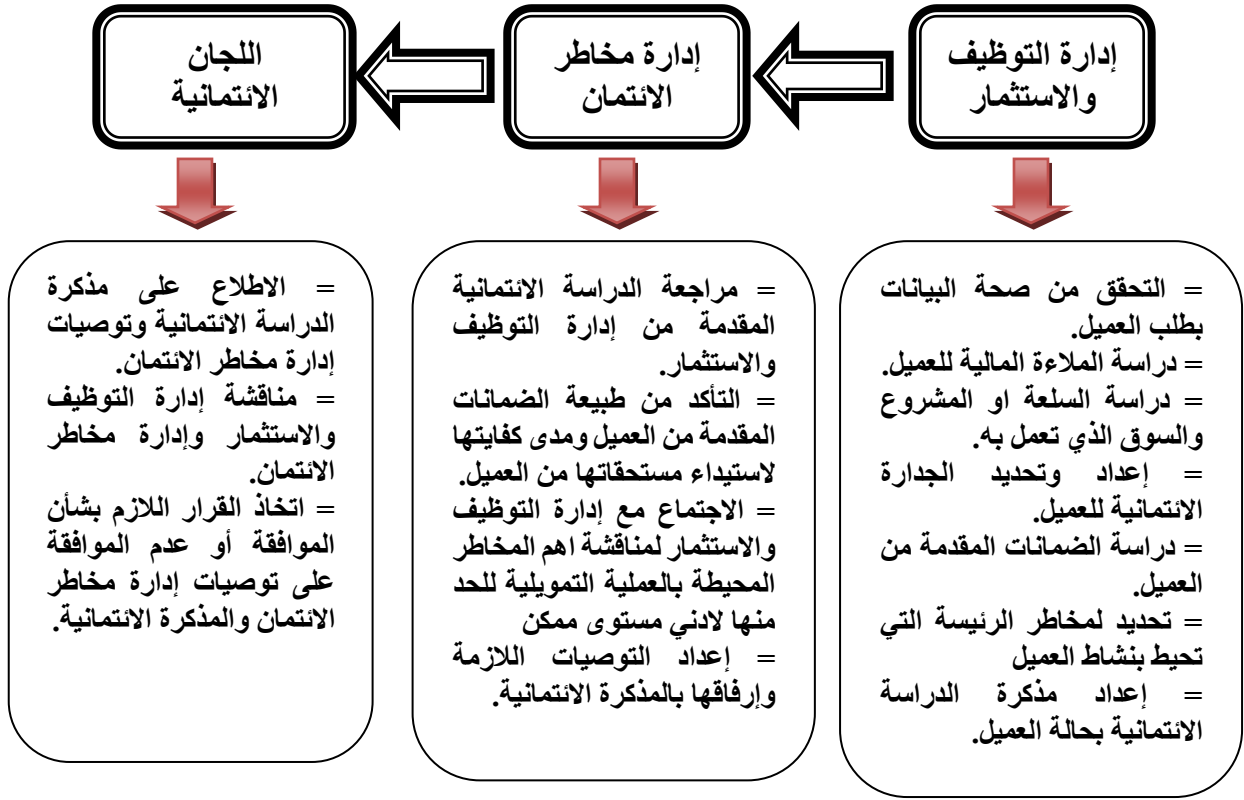 إدارة التوظيف
والاستثمار
إدارة مخاطر
الائتمان
اللجان
الائتمانية
= التحقق من صحة البيانات
بطلب العميل.
= دراسة الملاءة المالية للعميل.
= دراسة السلعة او المشروع
والسوق الذي تعمل به.
= إعداد وتحديد الجدارة
الائتمانية للعميل.
= دراسة الضمانات المقدمة من
العميل.
= تحديد لمخاطر الرئيسة التي
تحيط بنشاط العميل
= إعداد مذكرة الدراسة
الائتمانية بحالة العميل.
= مراجعة الدراسة الائتمانية
المقدمة من إدارة التوظيف
والاستثمار.
= التأكد من طبيعة الضمانات
المقدمة من العميل ومدى كفايتها
لاستيداء مستحقاتها من العميل.
= الاجتماع مع إدارة التوظيف
والاستثمار لمناقشة اهم المخاطر
المحيطة بالعملية التمويلية للحد
منها لادني مستوى ممكن
= إعداد التوصيات اللازمة
وإرفاقها بالمذكرة الائتمانية.
= الاطلاع على مذكرة
الدراسة الائتمانية وتوصيات
إدارة مخاطر الائتمان.
= مناقشة إدارة التوظيف
والاستثمار وإدارة مخاطر
الائتمان.
= اتخاذ القرار اللازم بشأن
الموافقة أو عدم الموافقة
على توصيات إدارة مخاطر
الائتمان والمذكرة الائتمانية.